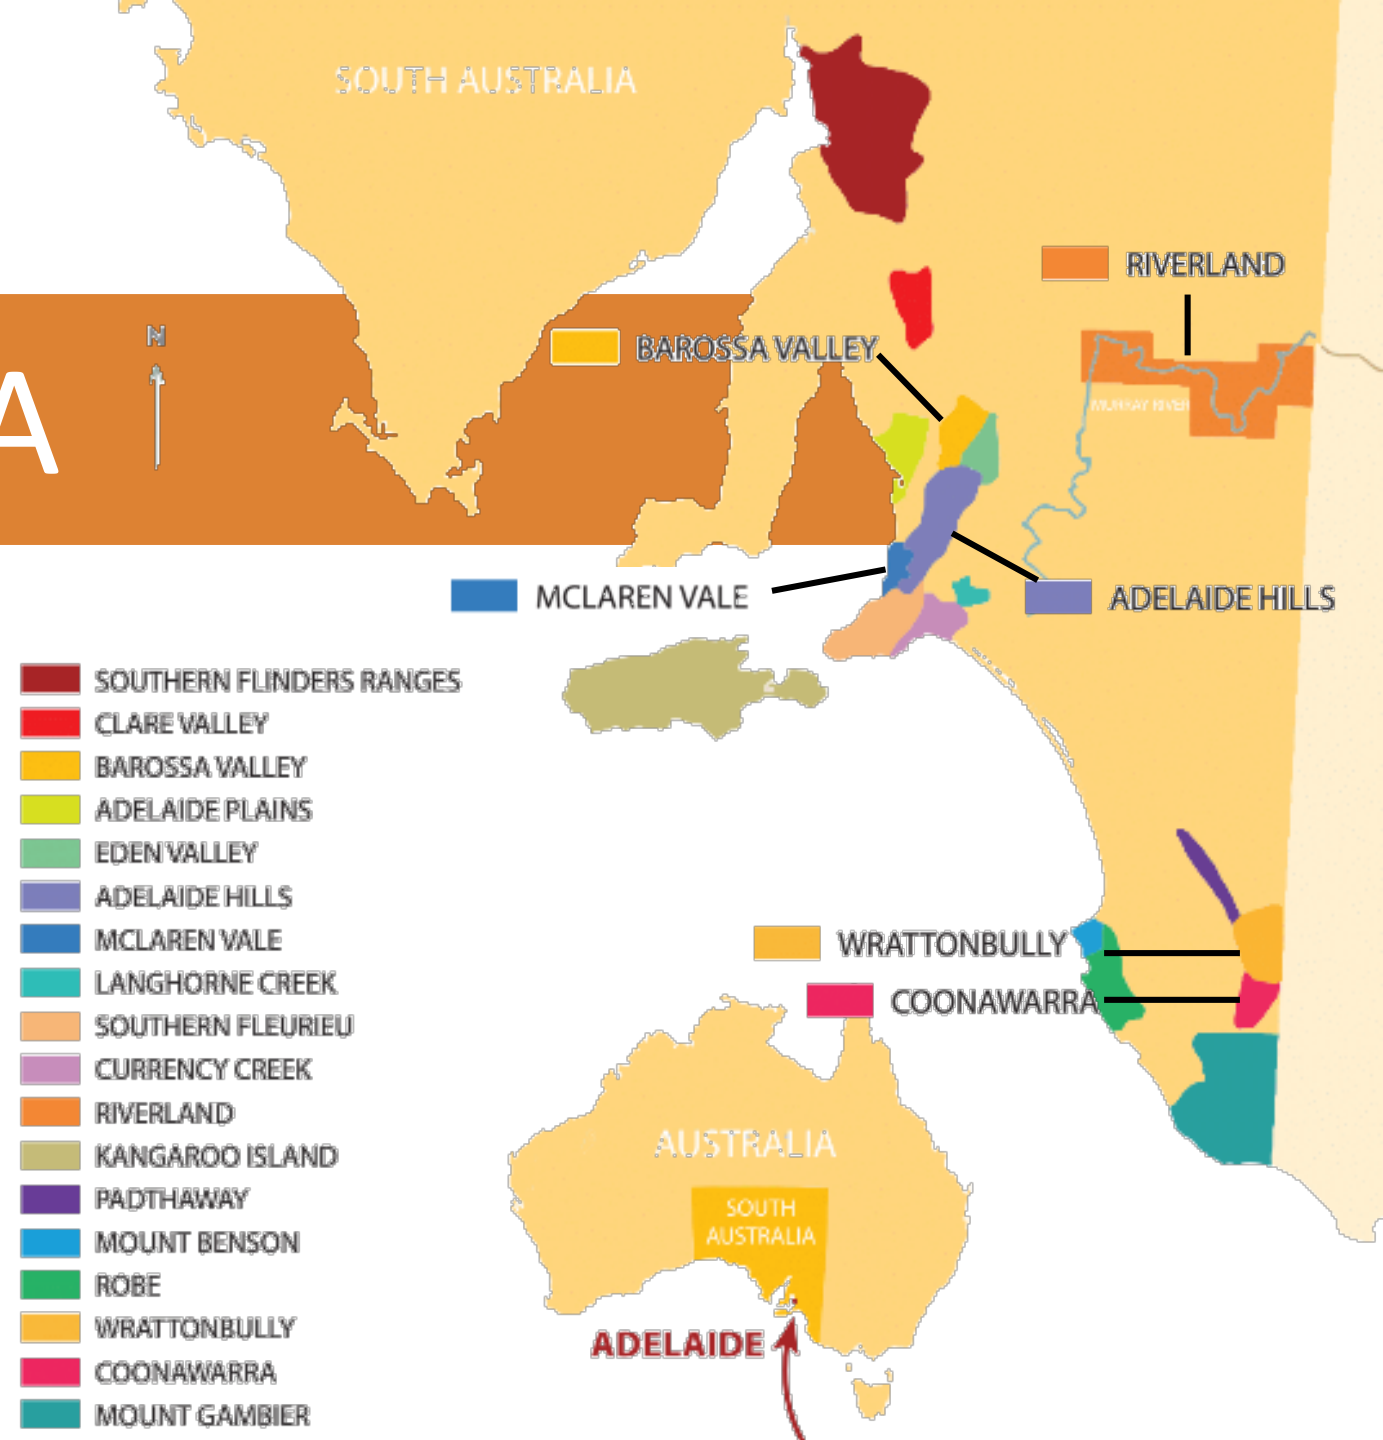 SOUTH AUSTRALIA
RIVERLAND
N
BAROSSA VALLEY
A
MURRAY RIVER
MCLAREN VALE
ADELAIDE HILLS
SOUTHERN FLINDERS RANGES
CLARE VALLEY
BAROSSA VALLEY
ADELAIDE PLAINS
EDEN VALLEY
ADELAIDE HILLS
MCLAREN VALE
LANGHORNE CREEK
SOUTHERN FLEURIEU
CURRENCY CREEK
RIVERLAND
KANGAROO ISLAND
PADTHAWAY
MOUNT BENSON
ROBE
WRATTONBULLY
COONAWARRA
MOUNT GAMBIER
WRATTONBULLY
COONAWARRA
AUSTRALIA
SOUTH
AUSTRALIA
ADELAIDE